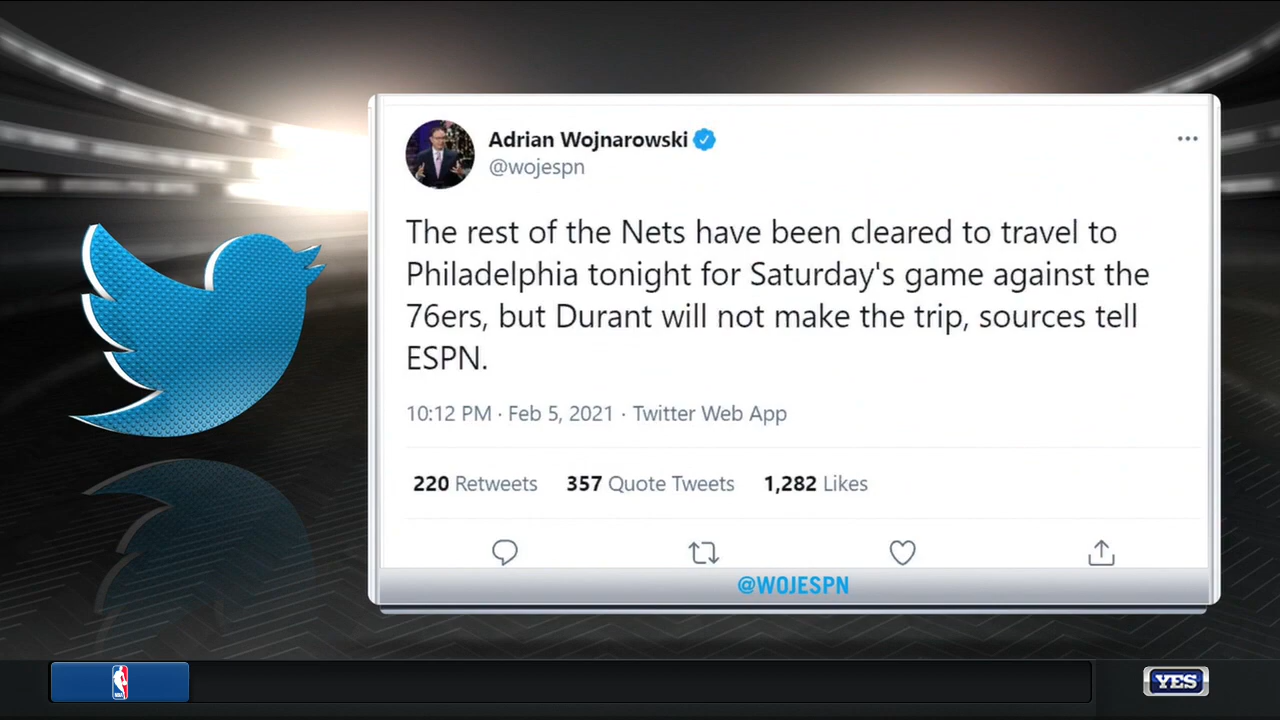 Adrian Wojnarowski
@wojespn
The rest of the Nets have been cleared to travel to
Philadelphia tonight for Saturday's game against the
76ers, but Durant will not make the trip, sources tell
ESPN.
10:12 PM · Feb 5, 2021 · Twitter Web App
220 Retweets 357 Quote Tweets 1,282 Likes
@WOJESPN
NBA
YES